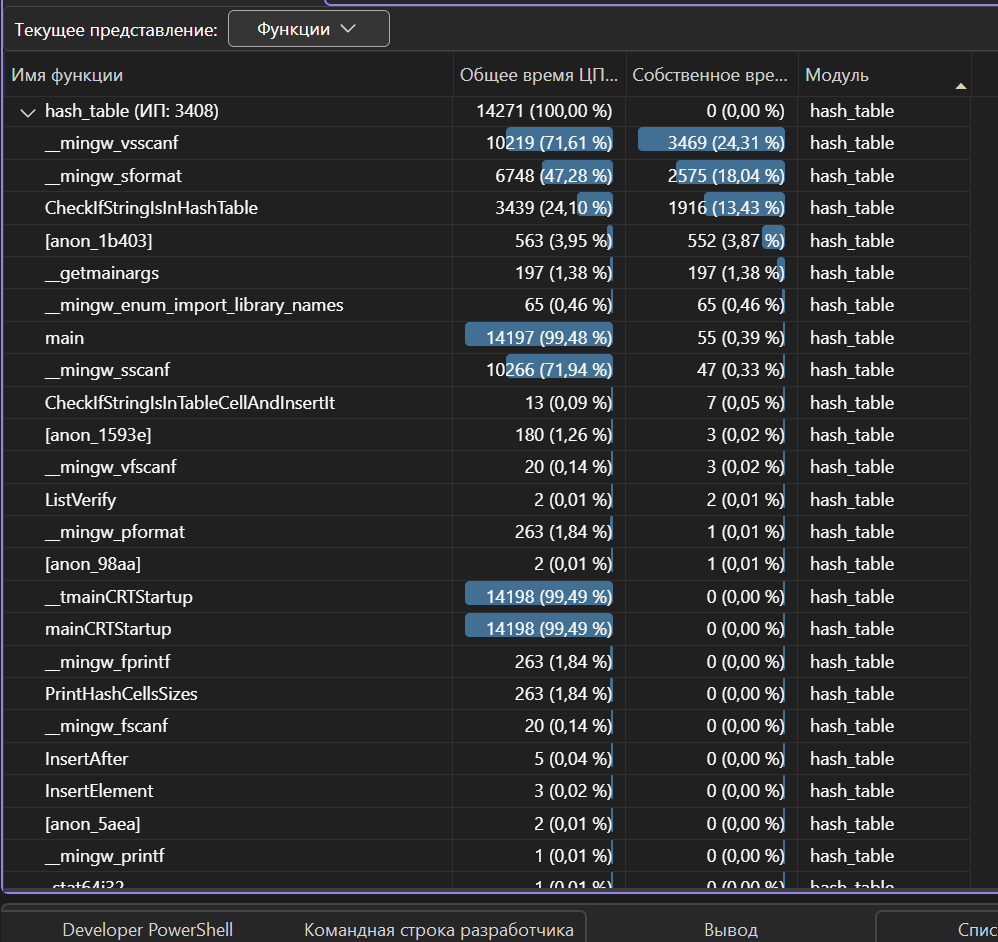 Текущее представление: Функции
Имя функции Общее время ЦП... Собственное вре... Модуль
hash_table (ИП: 3408) 14271 (100,00 %) 0 (0,00 %) hash_table
__mingw_vsscanf 10219 (71,61 %) 3469 (24,31 %) hash_table
__mingw_sformat 6748 (47,28 %) 2575 (18,04 %) hash_table
CheckIfStringIsInHashTable 3439 (24,10 %) 1916 (13,43 %) hash_table
[anon_1b403] 563 (3,95 %) 552 (3,87 %) hash_table
__getmainargs 197 (1,38 %) 197 (1,38 %) hash_table
__mingw_enum_import_library_names 65 (0,46 %) 65 (0,46 %) hash_table
main 14197 (99,48 %) 55 (0,39 %) hash_table
__mingw_sscanf 10266 (71,94 %) 47 (0,33 %) hash_table
CheckIfStringIsInTableCellAndInsertIt 13 (0,09 %) 7 (0,05 %) hash_table
[anon_1593e] 180 (1,26 %) 3 (0,02 %) hash_table
__mingw_vfscanf 20 (0,14 %) 3 (0,02 %) hash_table
ListVerify 2 (0,01 %) 2 (0,01 %) hash_table
__mingw_pformat 263 (1,84 %) 1 (0,01 %) hash_table
[anon_98aa] 2 (0,01 %) 1 (0,01 %) hash_table
__tmainCRTStartup 14198 (99,49 %) 0 (0,00 %) hash_table
mainCRTStartup 14198 (99,49 %) 0 (0,00 %) hash_table
__mingw_fprintf 263 (1,84 %) 0 (0,00 %) hash_table
PrintHashCellsSizes 263 (1,84 %) 0 (0,00 %) hash_table
__mingw_fscanf 20 (0,14 %) 0 (0,00 %) hash_table
InsertAfter 5 (0,04 %) 0 (0,00 %) hash_table
InsertElement 3 (0,02 %) 0 (0,00 %) hash_table
[anon_5aea] 2 (0,01 %) 0 (0,00 %) hash_table
__mingw_printf 1 (0,01 %) 0 (0,00 %) hash_table
_stat64i32 1 (0,01 %) 0 (0,00 %) hash_table
Developer PowerShell Командная строка разработчика Вывод Спис